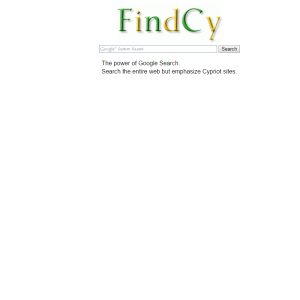 FindCy
Google™ Custom Search
Search
The power of Google Search.
Search the entire web but emphasize Cypriot sites.